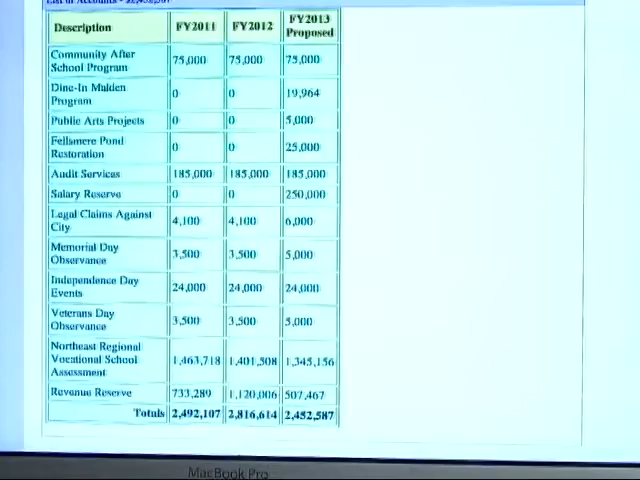 List of Accounts -
Description FY2011 FY2012 FY2013 Proposed
Community After School Program 75,000 75,000 75,000
Dine-In Malden Program 0 0 19,964
Public Arts Projects 0 0 5,000
Fellsmere Pond Restoration 0 0 25,000
Audit Services 185,000 185,000 185,000
Salary Reserve 0 0 250,000
Legal Claims Against City 4,100 4,100 6,000
Memorial Day Observance 3,500 3,500 5,000
Independence Day Events 24,000 24,000 24,000
Veterans Day Observance 3,500 3,500 5,000
Northeast Regional Vocational School Assessment 1,463,718 1,401,508 1,345,156
Revenue Reserve 733,289 1,120,006 507,467
Totals 2,492,107 2,816,614 2,452,587
MacBook Pro